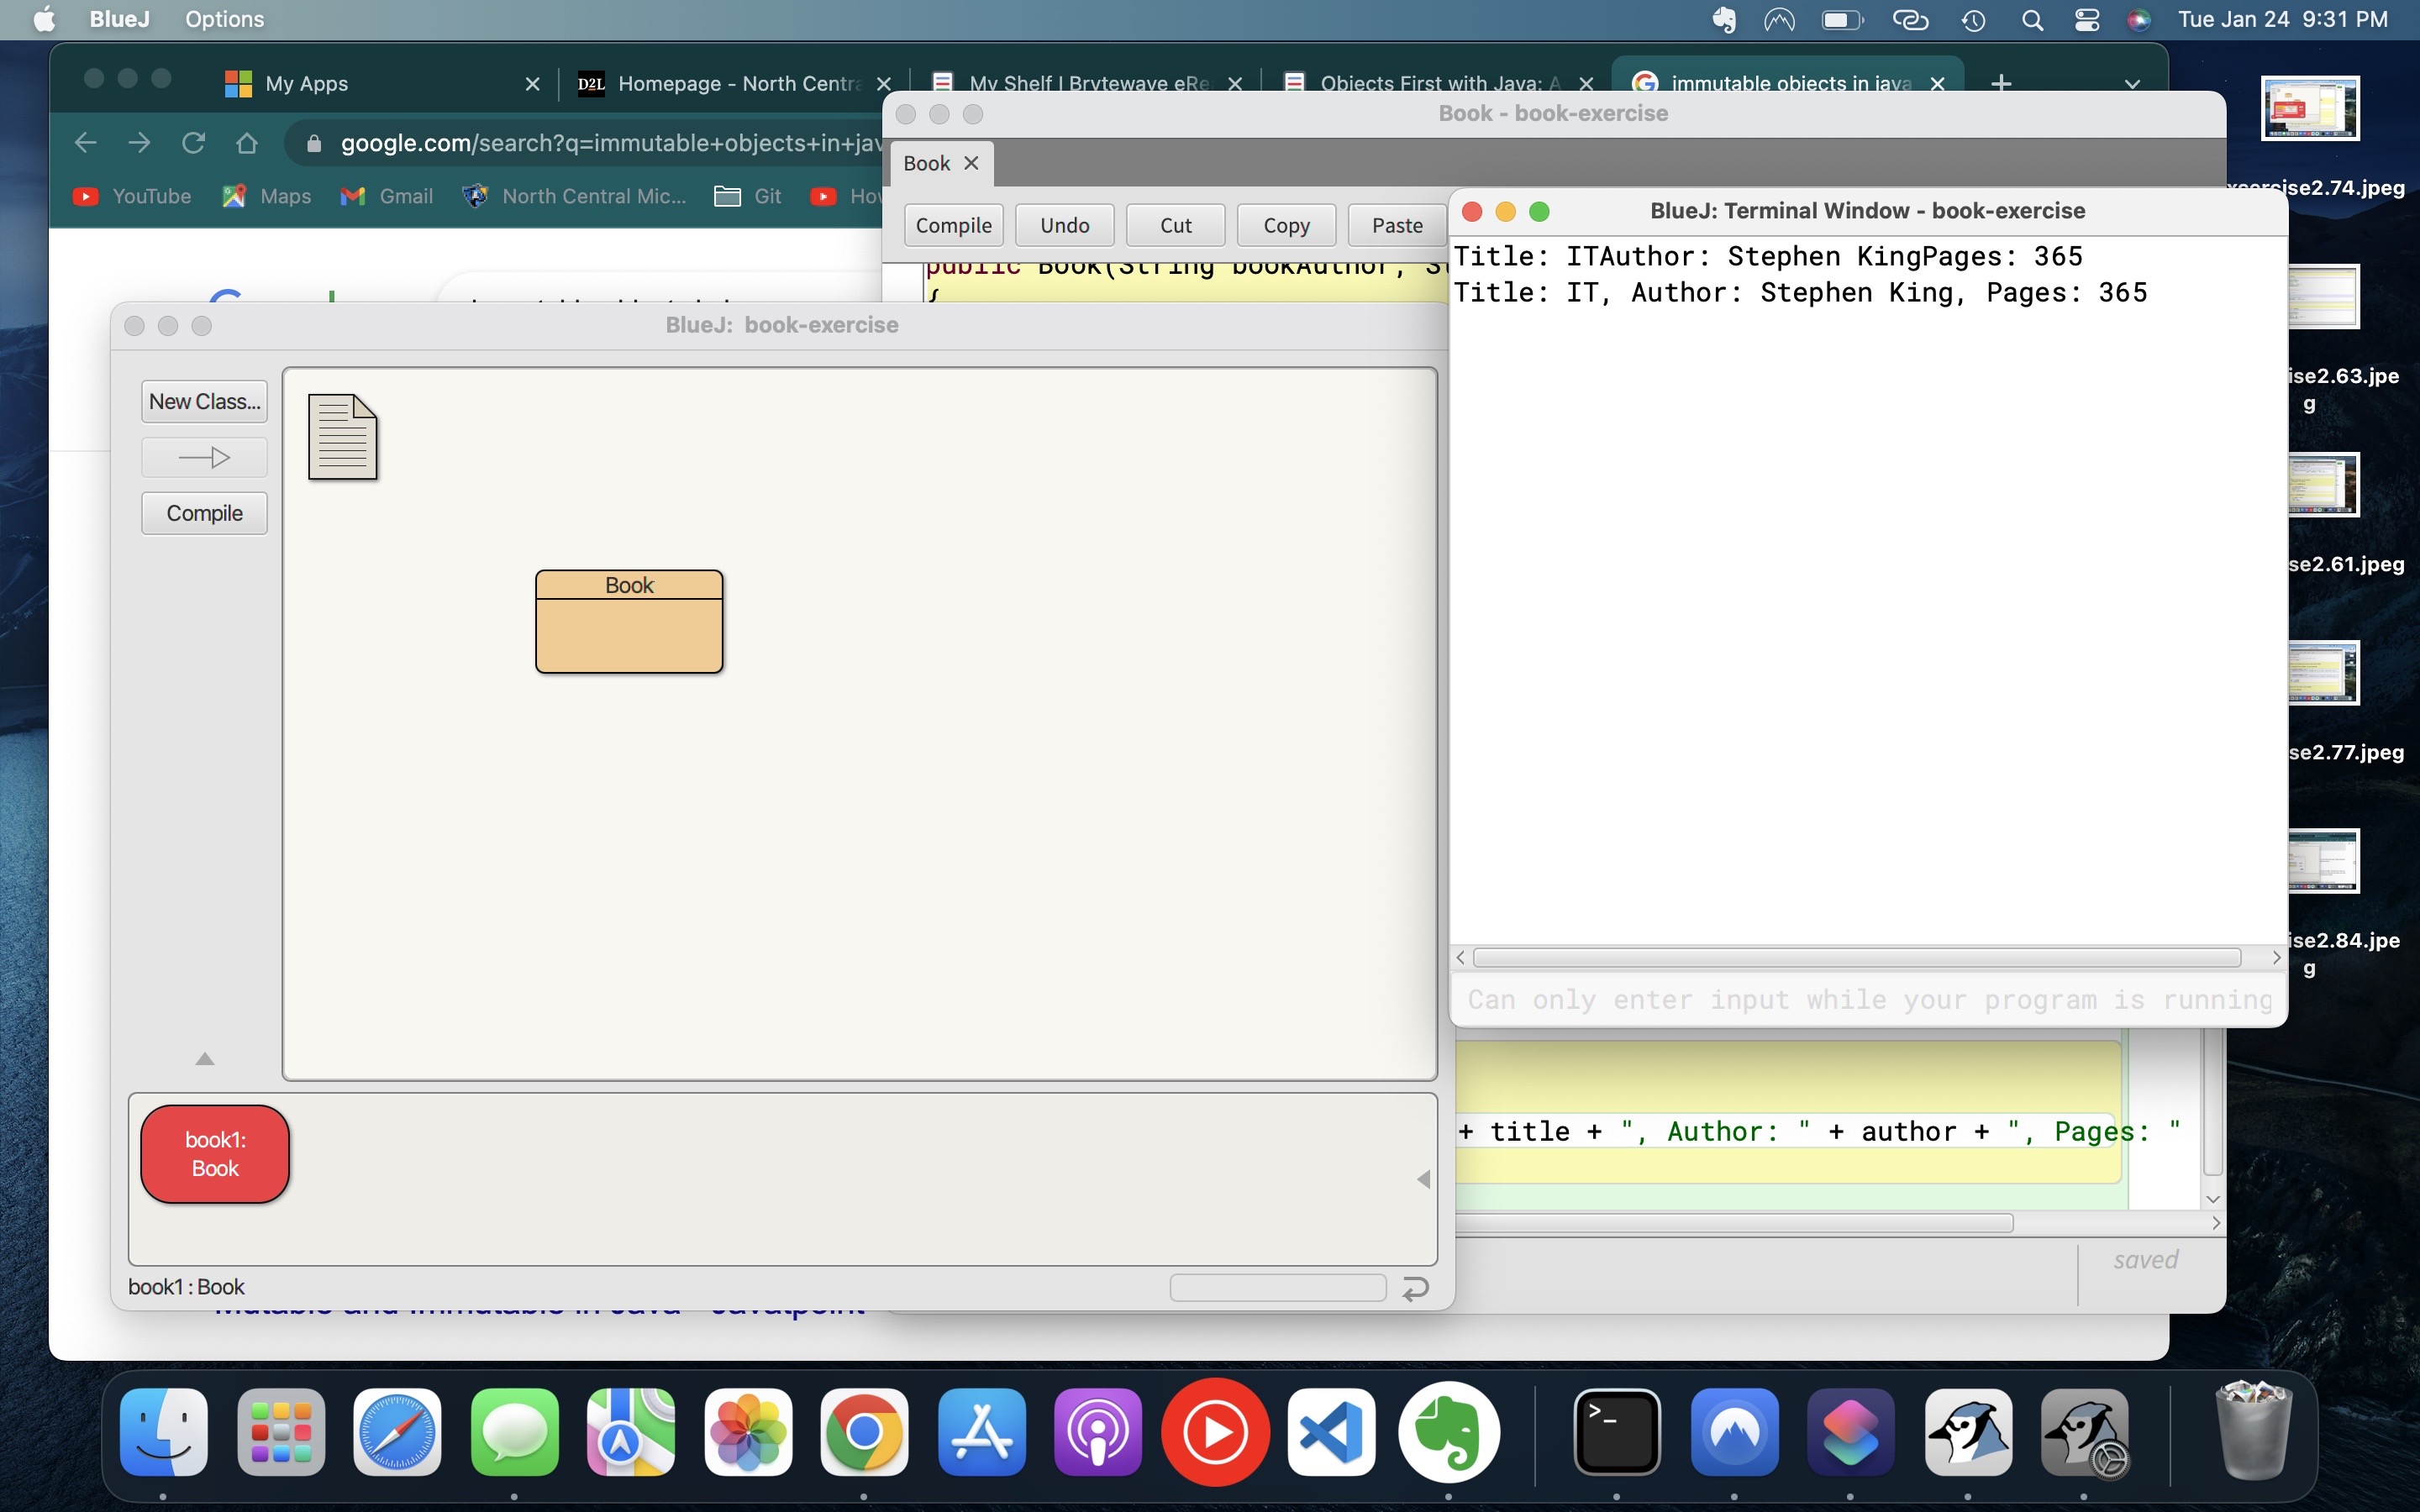 BlueJ Options Tue Jan 24 9:31 PM
My Apps
D2L Homepage - North Centra
My Shelf | Brytewave eRe
Objects First with Java: A
immutable objects in java
google.com/search?q=immutable+objects+in+jav
YouTube Maps Gmail North Central Mic... Git How
Book - book-exercise
Book
Compile Undo Cut Copy Paste
public Book(String bookAuthor, St
{
BlueJ: Terminal Window - book-exercise
Title: ITAuthor: Stephen KingPages: 365
Title: IT, Author: Stephen King, Pages: 365
Can only enter input while your program is running
BlueJ: book-exercise
New Class...
Compile
Book
book1:
Book
book1 : Book
+ title + ", Author: " + author + ", Pages: "
saved
Mutable and Immutable in Java - Javatpoint
exercise2.74.jpeg
ise2.63.jpe
g
se2.61.jpeg
se2.77.jpeg
ise2.84.jpe
g
>_